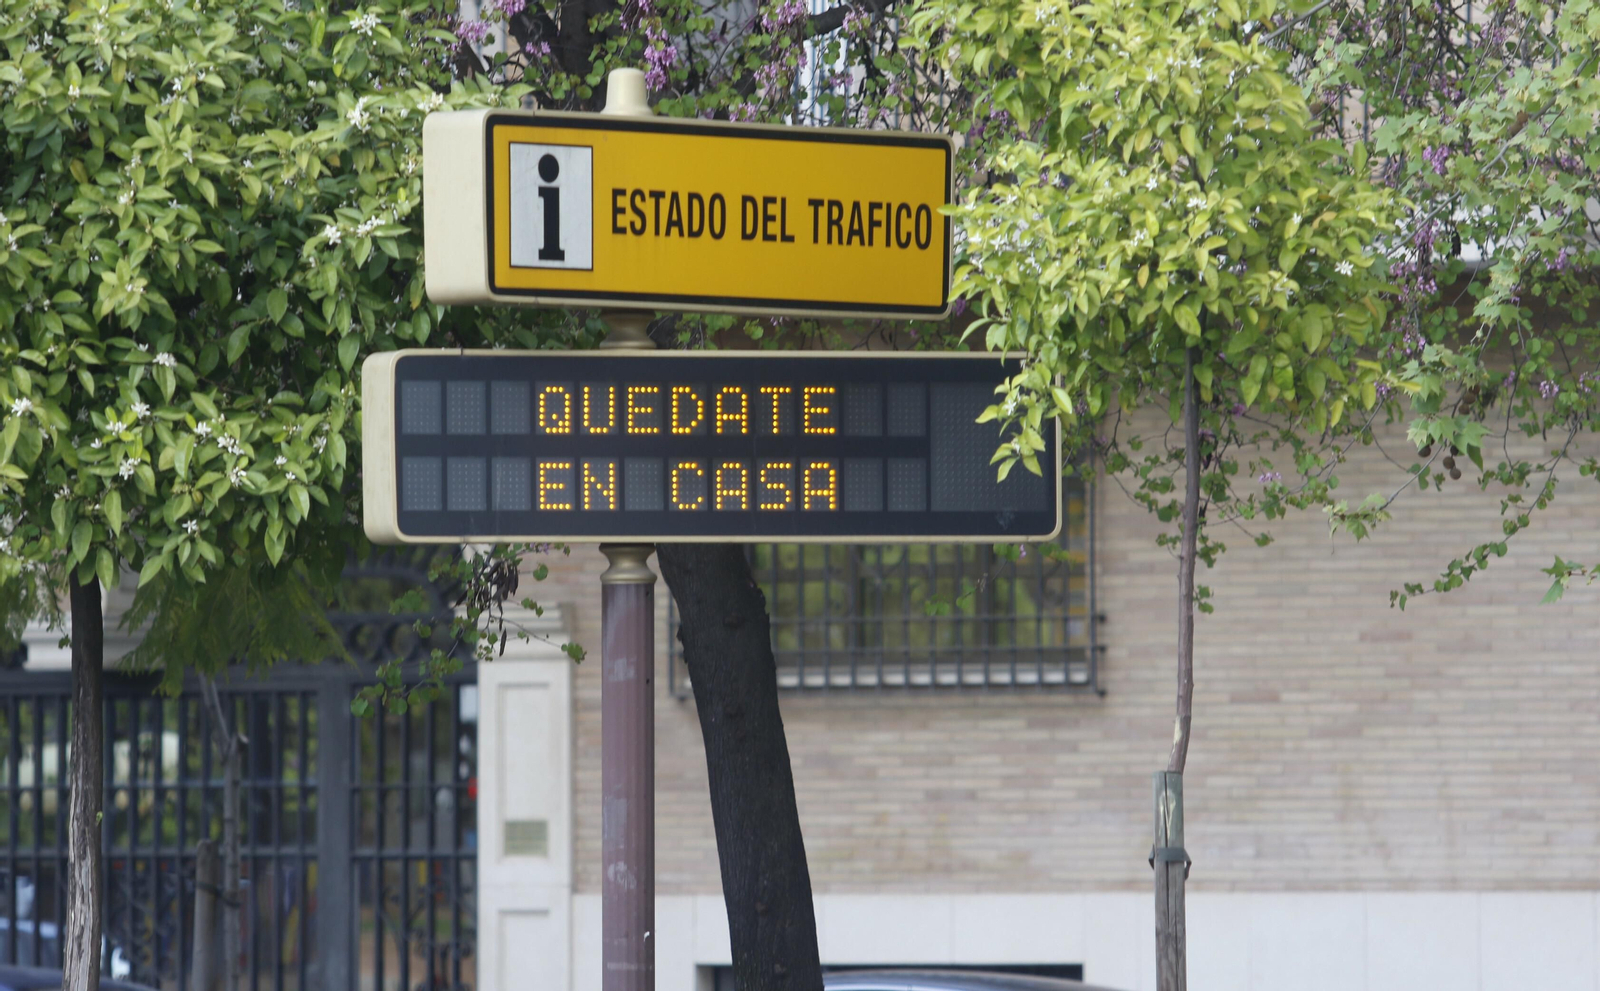 i ESTADO DEL TRAFICO
QUEDATE
EN CASA